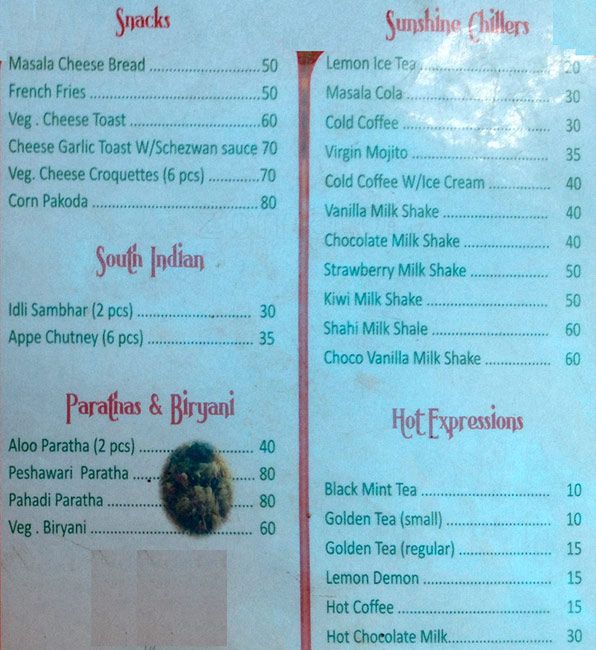 Snacks
Masala Cheese Bread ........................ 50
French Fries ........................................ 50
Veg . Cheese Toast ............................... 60
Cheese Garlic Toast W/Schezwan sauce 70
Veg. Cheese Croquettes (6 pcs) ............ 70
Corn Pakoda ....................................... 80
South Indian
Idli Sambhar (2 pcs) ........................... 30
Appe Chutney (6 pcs) ......................... 35
Parathas & Biryani
Aloo Paratha (2 pcs) ........................... 40
Peshawari Paratha ............................. 80
Pahadi Paratha ................................... 80
Veg . Biryani ....................................... 60
Sunshine Chillers
Lemon Ice Tea .................................. 20
Masala Cola ..................................... 30
Cold Coffee ...................................... 30
Virgin Mojito ................................... 35
Cold Coffee W/Ice Cream ............... 40
Vanilla Milk Shake .......................... 40
Chocolate Milk Shake ..................... 40
Strawberry Milk Shake ................... 50
Kiwi Milk Shake .............................. 50
Shahi Milk Shale ............................. 60
Choco Vanilla Milk Shake ................ 60
Hot Expressions
Black Mint Tea ................................ 10
Golden Tea (small) .......................... 10
Golden Tea (regular) ....................... 15
Lemon Demon ................................ 15
Hot Coffee ...................................... 15
Hot Chocolate Milk.......................... 30